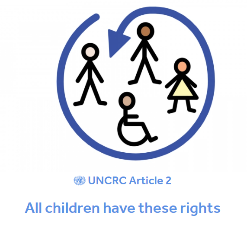 UNCRC Article 2
All children have these rights